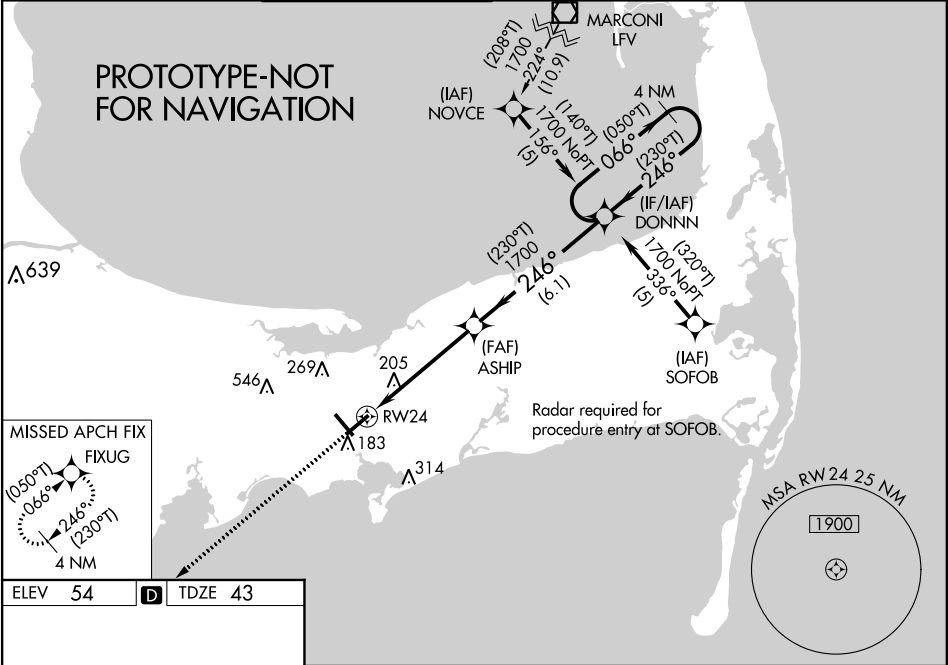 PROTOTYPE-NOT
FOR NAVIGATION
MARCONI
LFV
(208°T)
1700
224°
(10.9)
(IAF)
NOVCE
(140°T)
1700 NoPT
156°
(5)
4 NM
(050°T)
066°
(230°T)
246°
(IF/IAF)
DONNN
(230°T)
1700
246°
(6.1)
(320°T)
1700 NoPT
336°
(5)
639
(FAF)
ASHIP
(IAF)
SOFOB
546
269
205
RW24
183
314
Radar required for
procedure entry at SOFOB.
MISSED APCH FIX
FIXUG
(050°T)
066°
246°
(230°T)
4 NM
MSA RW24 25 NM
1900
ELEV 54 D TDZE 43